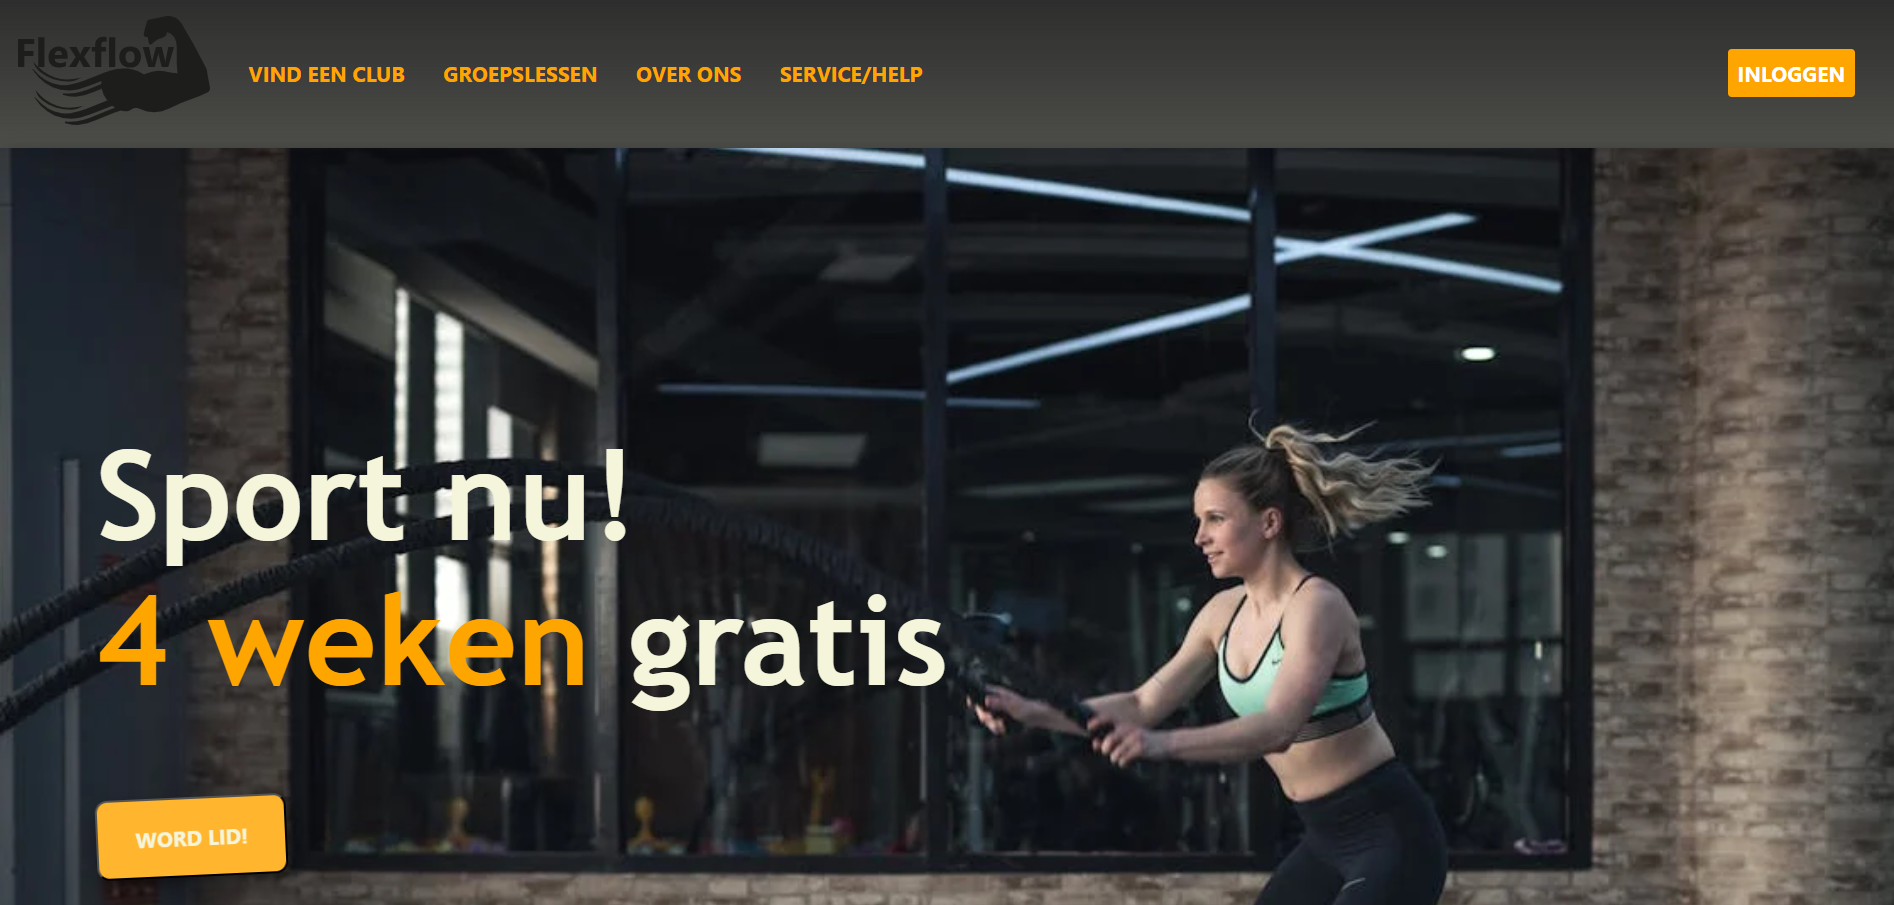 Flexflow
VIND EEN CLUB GROEPSLESSEN OVER ONS SERVICE/HELP INLOGGEN
Sport nu!
4 weken gratis
WORD LID!